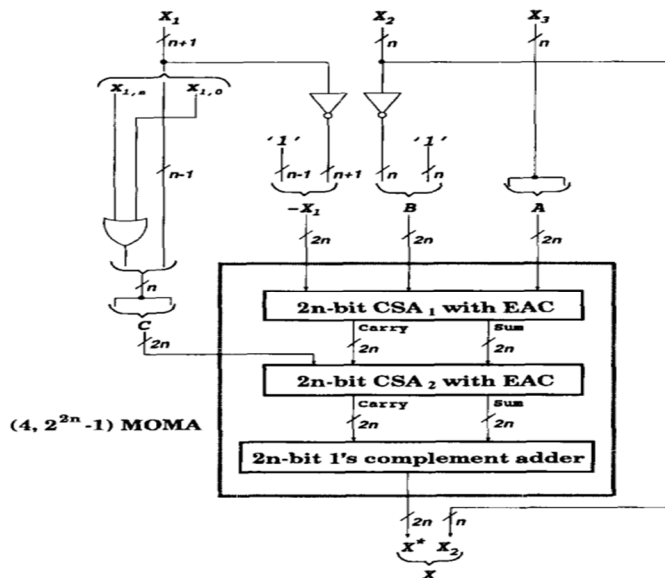 X₁ X₂ X₃
n+1 n n
x₁,ₙ x₁,₀
'1' '1'
n-1 n-1 n+1 n n
-X₁ B A
2n 2n 2n
n
2n-bit CSA ₁ with EAC
C
Carry Sum
2n 2n 2n
2n-bit CSA ₂ with EAC
Carry Sum
(4, 2²ⁿ -1) MOMA
2n 2n
2n-bit 1's complement adder
2n n
X* X₂
X